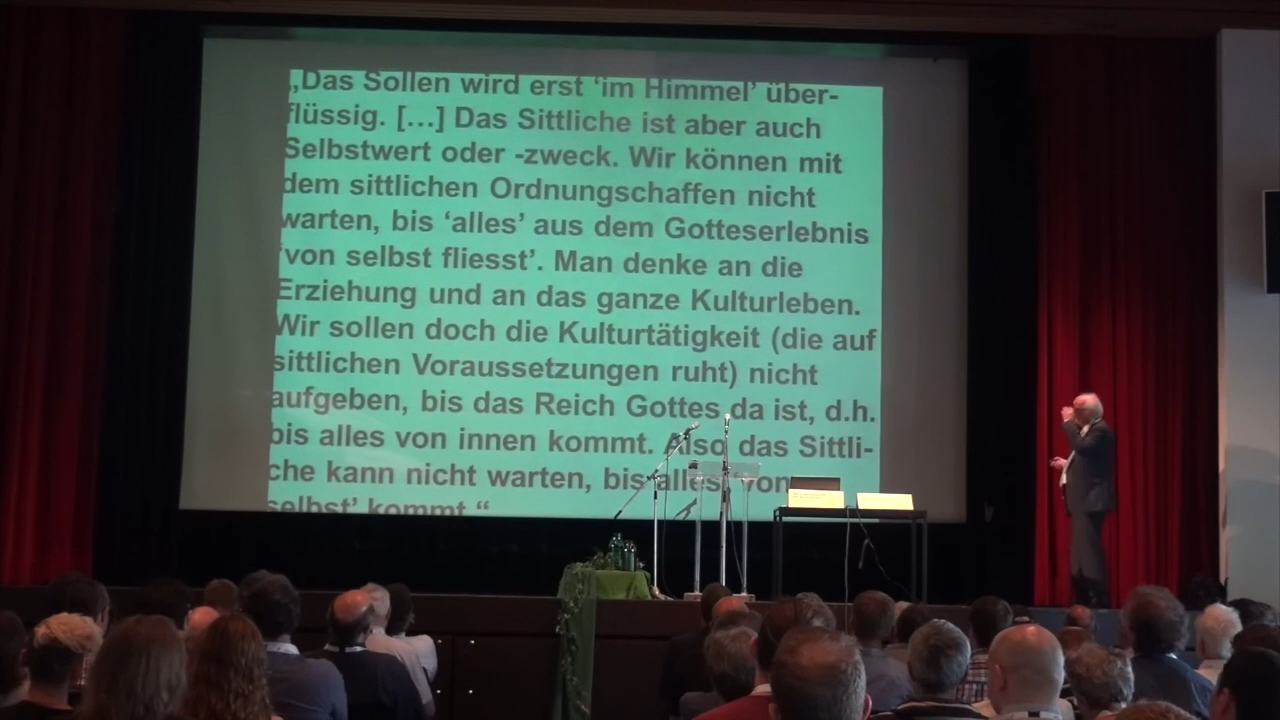 „Das Sollen wird erst ‘im Himmel’ über-
flüssig. […] Das Sittliche ist aber auch
Selbstwert oder -zweck. Wir können mit
dem sittlichen Ordnungschaffen nicht
warten, bis ‘alles’ aus dem Gotteserlebnis
‘von selbst fliesst’. Man denke an die
Erziehung und an das ganze Kulturleben.
Wir sollen doch die Kulturtätigkeit (die auf
sittlichen Voraussetzungen ruht) nicht
aufgeben, bis das Reich Gottes da ist, d.h.
bis alles von innen kommt. Also das Sittli-
che kann nicht warten, bis alles ‘von
selbst’ kommt.“